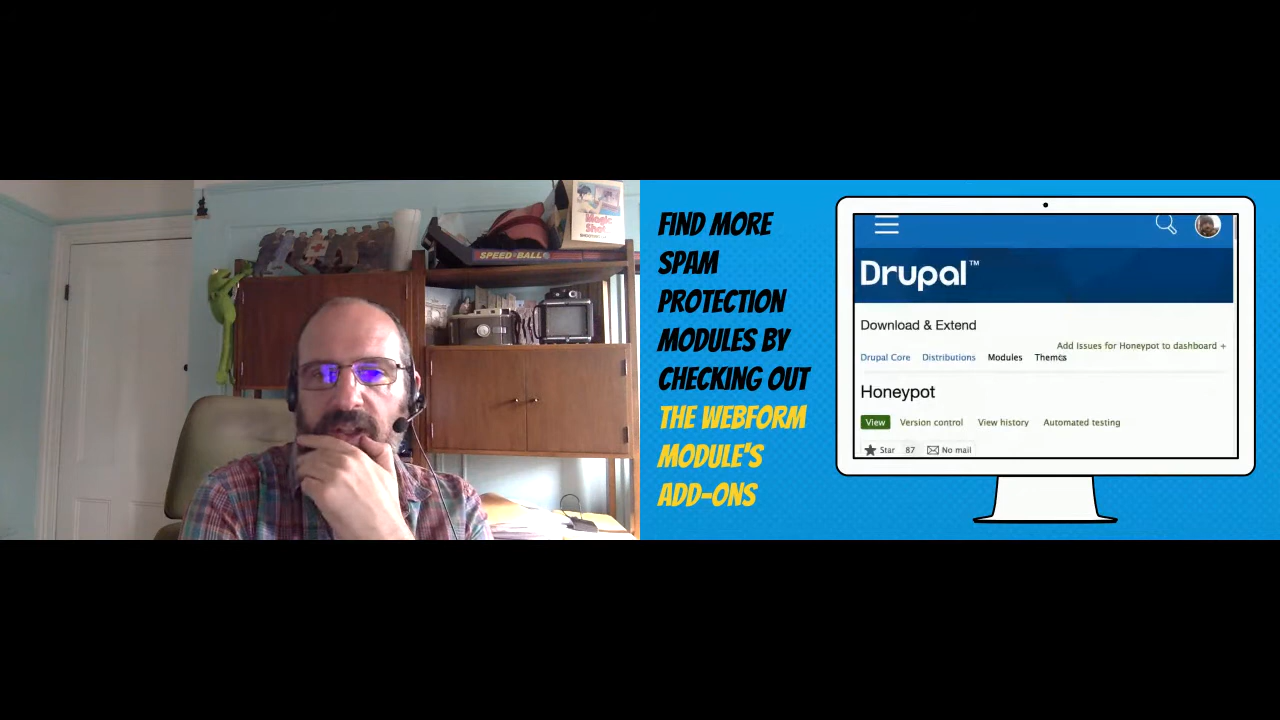 Magic
Shot
SPEED BALL
FIND MORE
SPAM
PROTECTION
MODULES BY
CHECKING OUT
THE WEBFORM
MODULE'S
ADD-ONS
Drupal™
Download & Extend
Add Issues for Honeypot to dashboard +
Drupal Core Distributions Modules Themes
Honeypot
View Version control View history Automated testing
Star 87 No mail